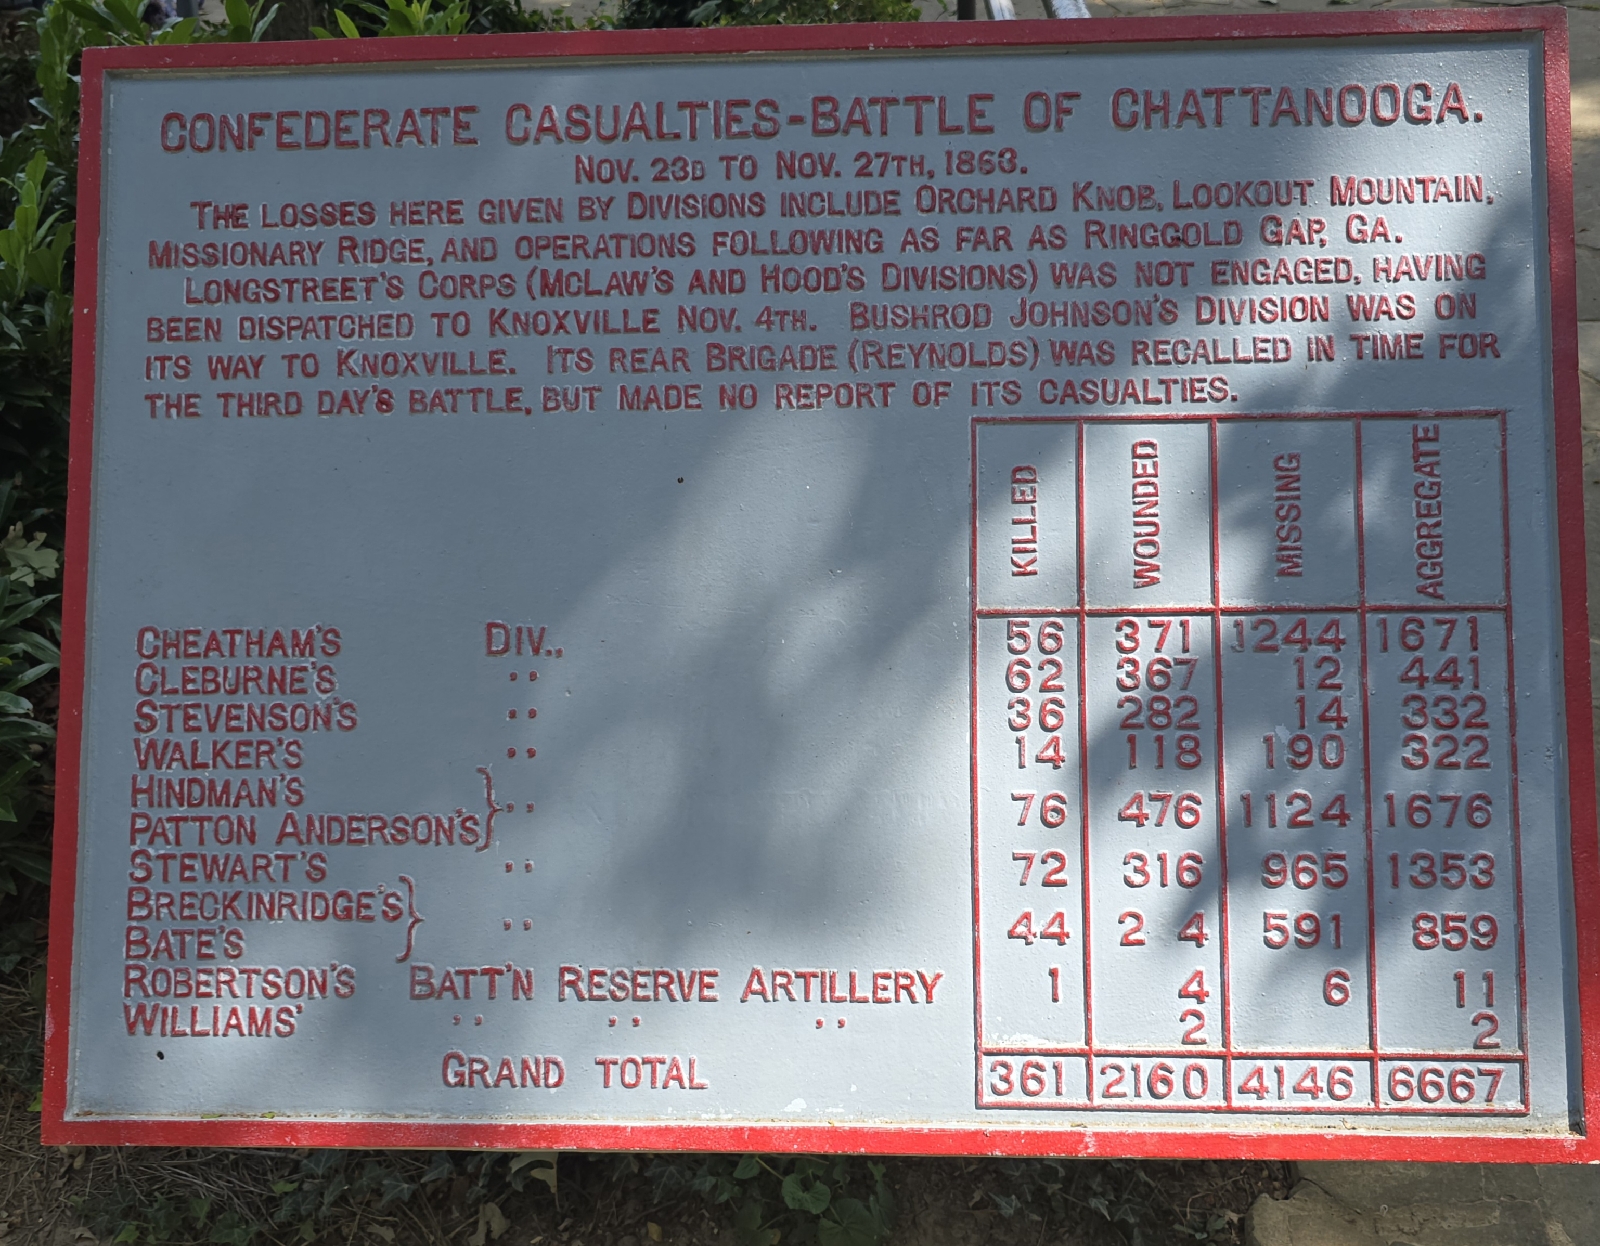 CONFEDERATE CASUALTIES-BATTLE OF CHATTANOOGA.
NOV. 23D TO NOV. 27TH, 1863.
THE LOSSES HERE GIVEN BY DIVISIONS INCLUDE ORCHARD KNOB, LOOKOUT MOUNTAIN,
MISSIONARY RIDGE, AND OPERATIONS FOLLOWING AS FAR AS RINGGOLD GAP, GA.
LONGSTREET'S CORPS (MCLAW'S AND HOOD'S DIVISIONS) WAS NOT ENGAGED, HAVING
BEEN DISPATCHED TO KNOXVILLE NOV. 4TH. BUSHROD JOHNSON'S DIVISION WAS ON
ITS WAY TO KNOXVILLE. ITS REAR BRIGADE (REYNOLDS) WAS RECALLED IN TIME FOR
THE THIRD DAY'S BATTLE, BUT MADE NO REPORT OF ITS CASUALTIES.
KILLED WOUNDED MISSING AGGREGATE
CHEATHAM'S DIV., 56 371 1244 1671
CLEBURNE'S ,, 62 367 12 441
STEVENSON'S ,, 36 282 14 332
WALKER'S ,, 14 118 190 322
HINDMAN'S
PATTON ANDERSON'S } ,, 76 476 1124 1676
STEWART'S ,, 72 316 965 1353
BRECKINRIDGE'S
BATE'S } ,, 44 2 4 591 859
ROBERTSON'S BATT'N RESERVE ARTILLERY 1 4 6 11
WILLIAMS' ,, ,, ,, 2 2
GRAND TOTAL 361 2160 4146 6667